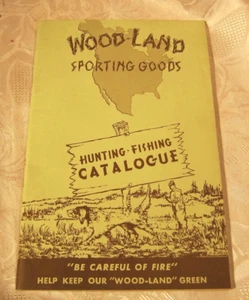 WOOD-LAND
SPORTING GOODS
HUNTING - FISHING
CATALOGUE
"BE CAREFUL OF FIRE"
HELP KEEP OUR "WOOD-LAND" GREEN